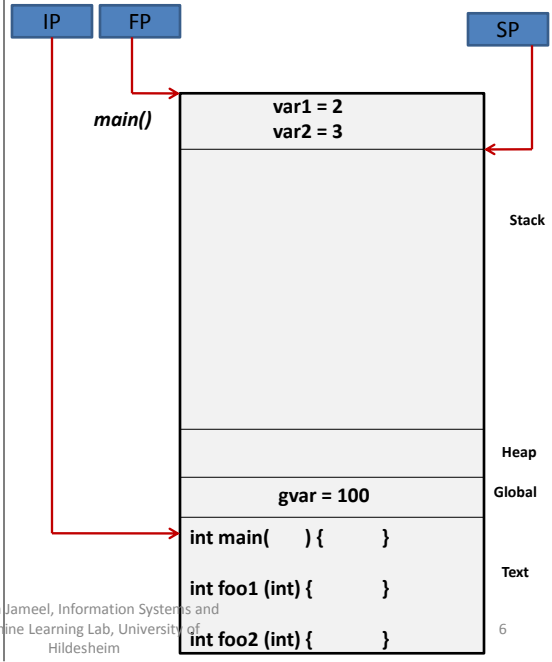 IP FP SP
main()
var1 = 2
var2 = 3
Stack
Heap
gvar = 100
Global
int main( ) { }
int foo1 (int) { }
Text
int foo2 (int) { }
Jameel, Information Systems and
ine Learning Lab, University of
Hildesheim
6